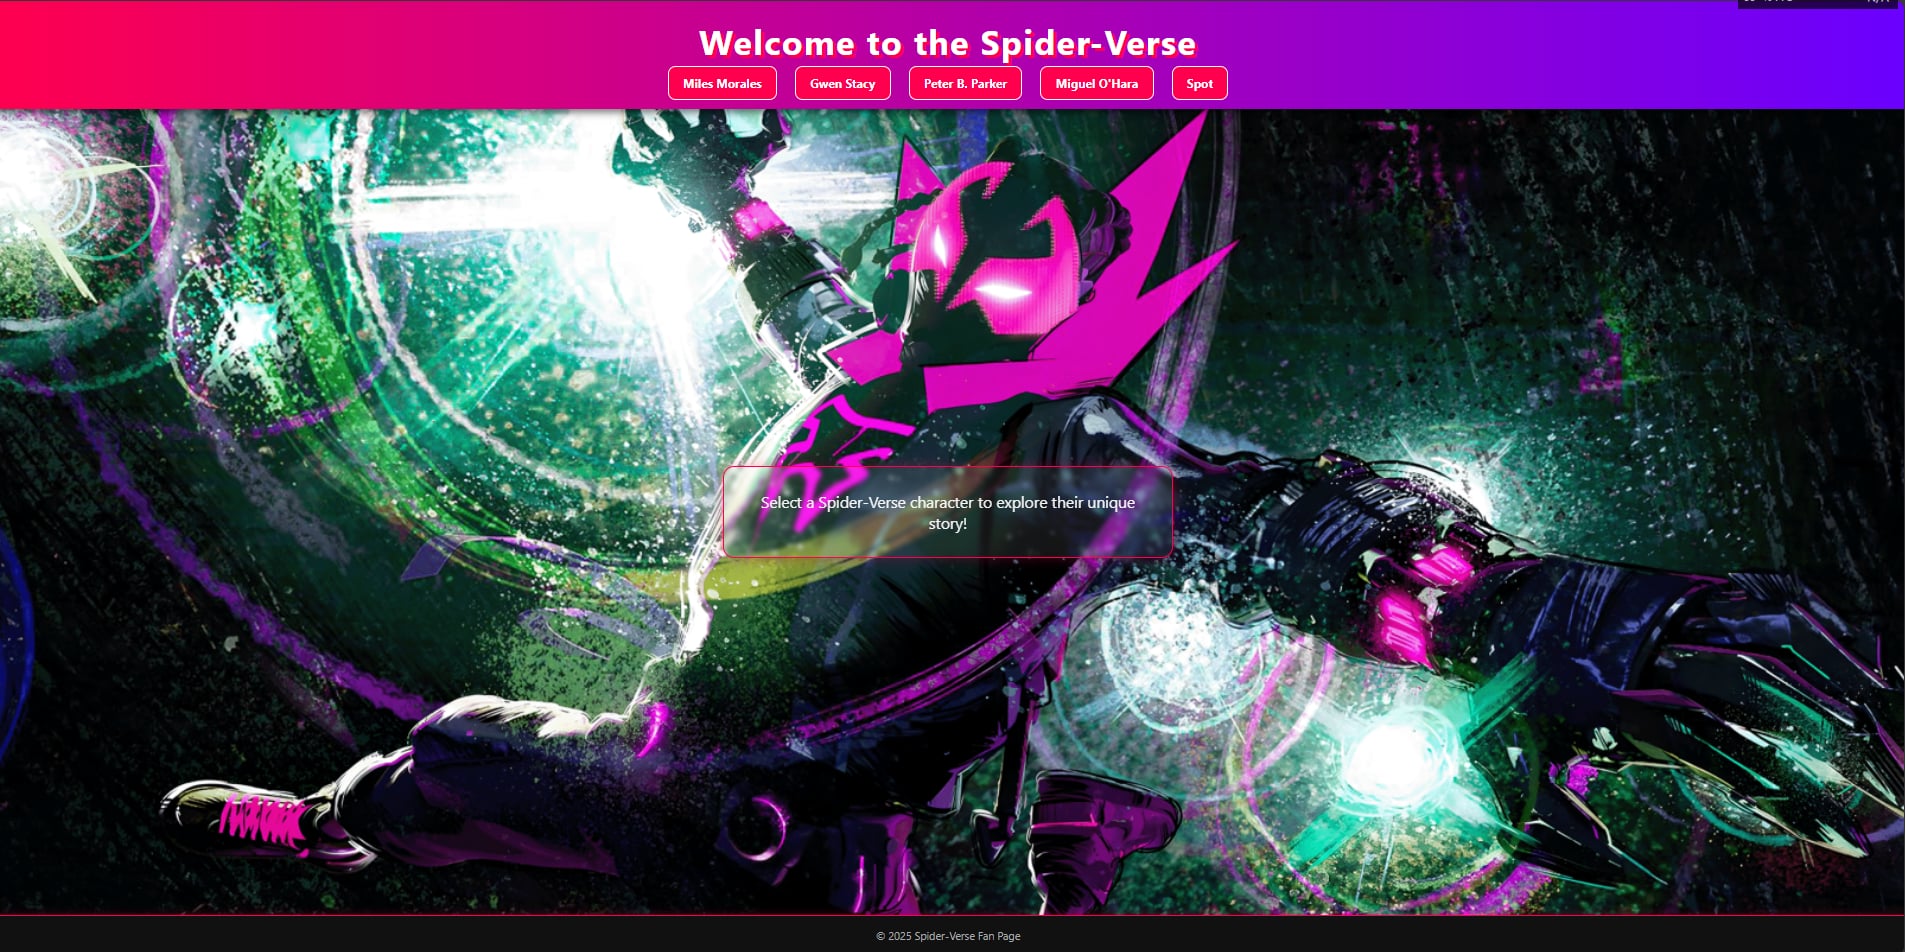 Welcome to the Spider-Verse
Miles Morales
Gwen Stacy
Peter B. Parker
Miguel O'Hara
Spot
Select a Spider-Verse character to explore their unique
story!
© 2025 Spider-Verse Fan Page